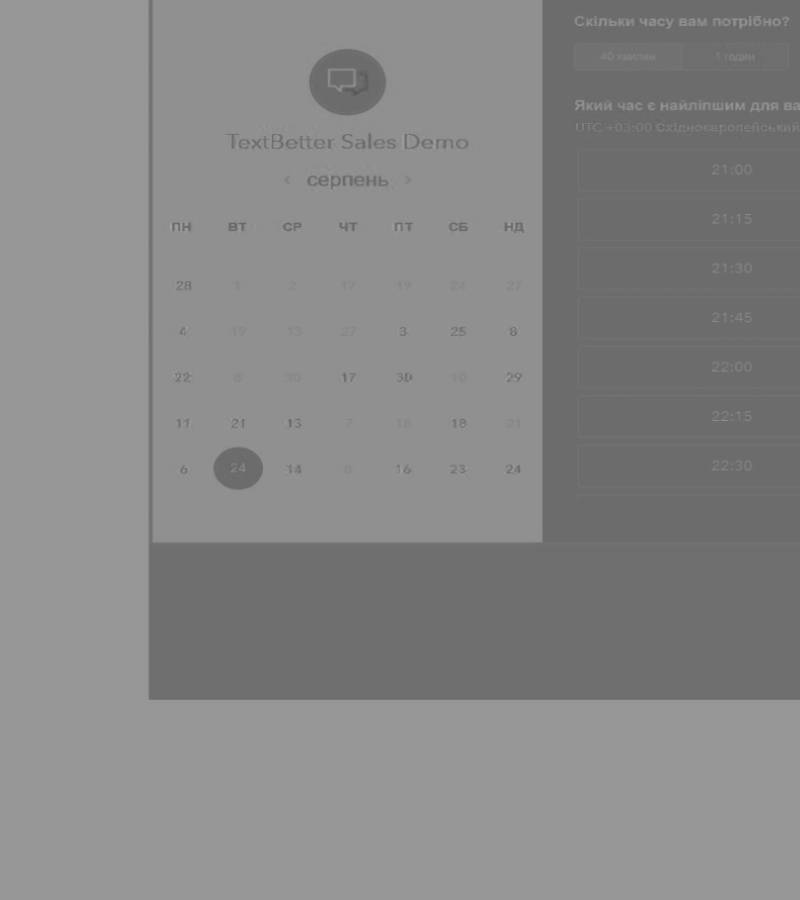 Скільки часу вам потрібно?
40 хвилин 1 годин
Який час є найліпшим для ва
UTC +03:00 Східноєвропейський
TextBetter Sales Demo
‹ серпень ›
ПН ВТ СР ЧТ ПТ СБ НД
28 1 2 17 19 24 27
4 19 13 27 3 25 8
22 8 30 17 30 10 29
11 21 13 7 18 18 21
6 24 14 8 16 23 24
21:00
21:15
21:30
21:45
22:00
22:15
22:30